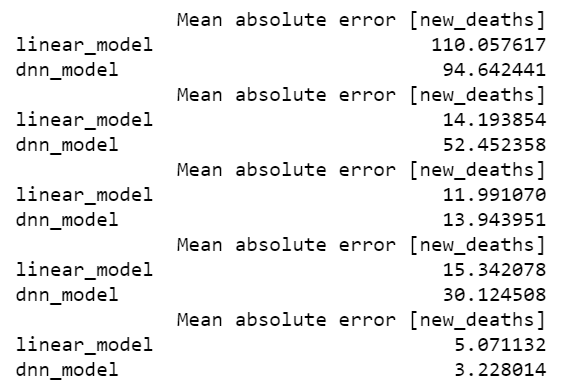 Mean absolute error [new_deaths]
linear_model 110.057617
dnn_model 94.642441
Mean absolute error [new_deaths]
linear_model 14.193854
dnn_model 52.452358
Mean absolute error [new_deaths]
linear_model 11.991070
dnn_model 13.943951
Mean absolute error [new_deaths]
linear_model 15.342078
dnn_model 30.124508
Mean absolute error [new_deaths]
linear_model 5.071132
dnn_model 3.228014